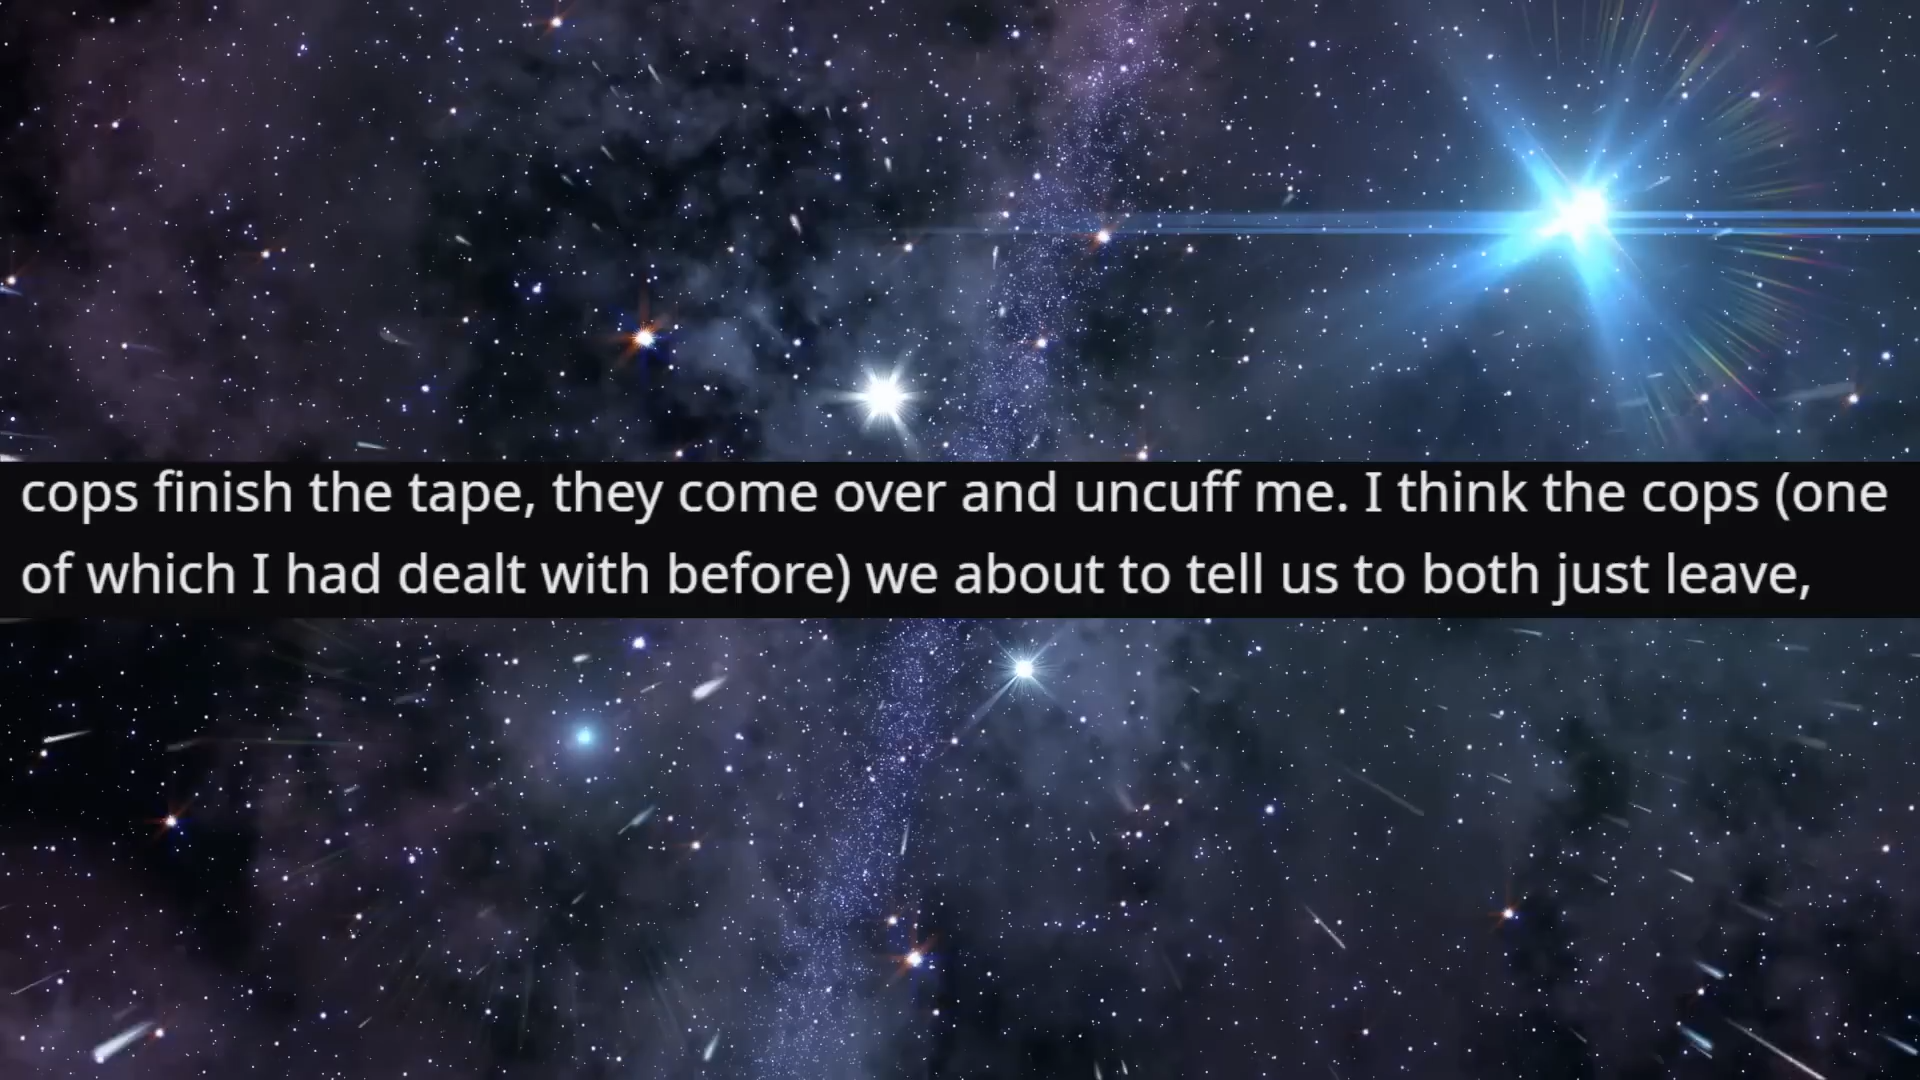 cops finish the tape, they come over and uncuff me. I think the cops (one
of which I had dealt with before) we about to tell us to both just leave,